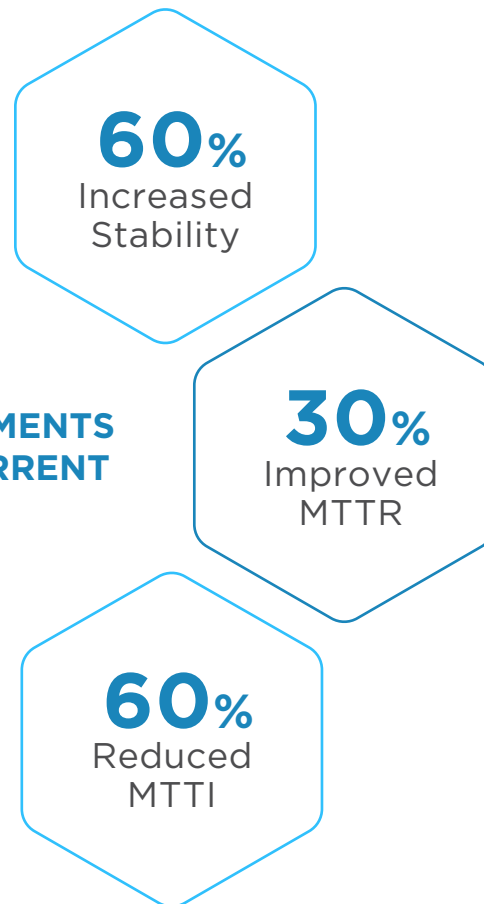 60%
Increased
Stability
MENTS
RRENT
30%
Improved
MTTR
60%
Reduced
MTTI